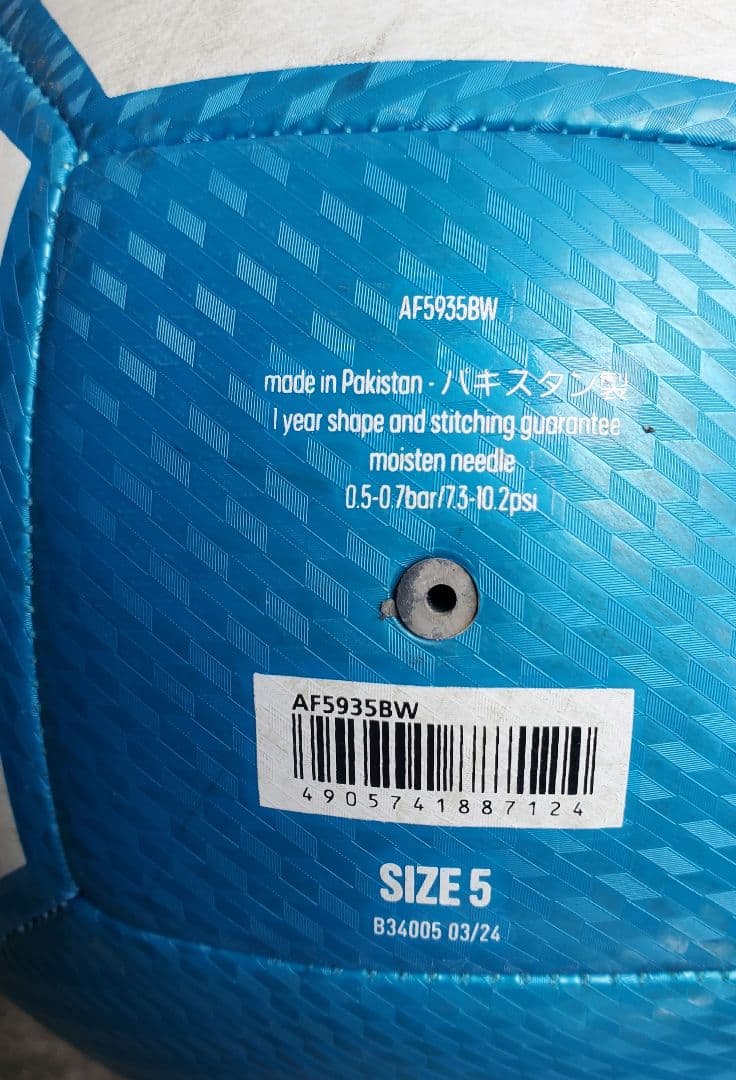 AF5935BW
made in Pakistan - パキスタン製
1 year shape and stitching guarantee
moisten needle
0.5-0.7bar/7.3-10.2psi
AF5935BW
4905741887124
SIZE 5
B34005 03/24